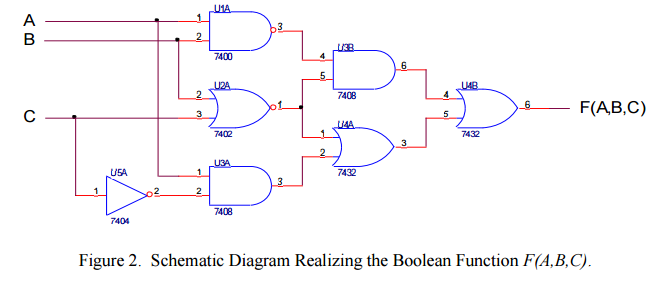 A
B
C
F(A,B,C)
U1A
1
2
3
7400
U2A
2
3
1
7402
U3A
1
2
3
7408
U5A
1
2
7404
U3B
4
5
6
7408
U4A
1
2
3
7432
U4B
4
5
6
7432
Figure 2. Schematic Diagram Realizing the Boolean Function F(A,B,C).